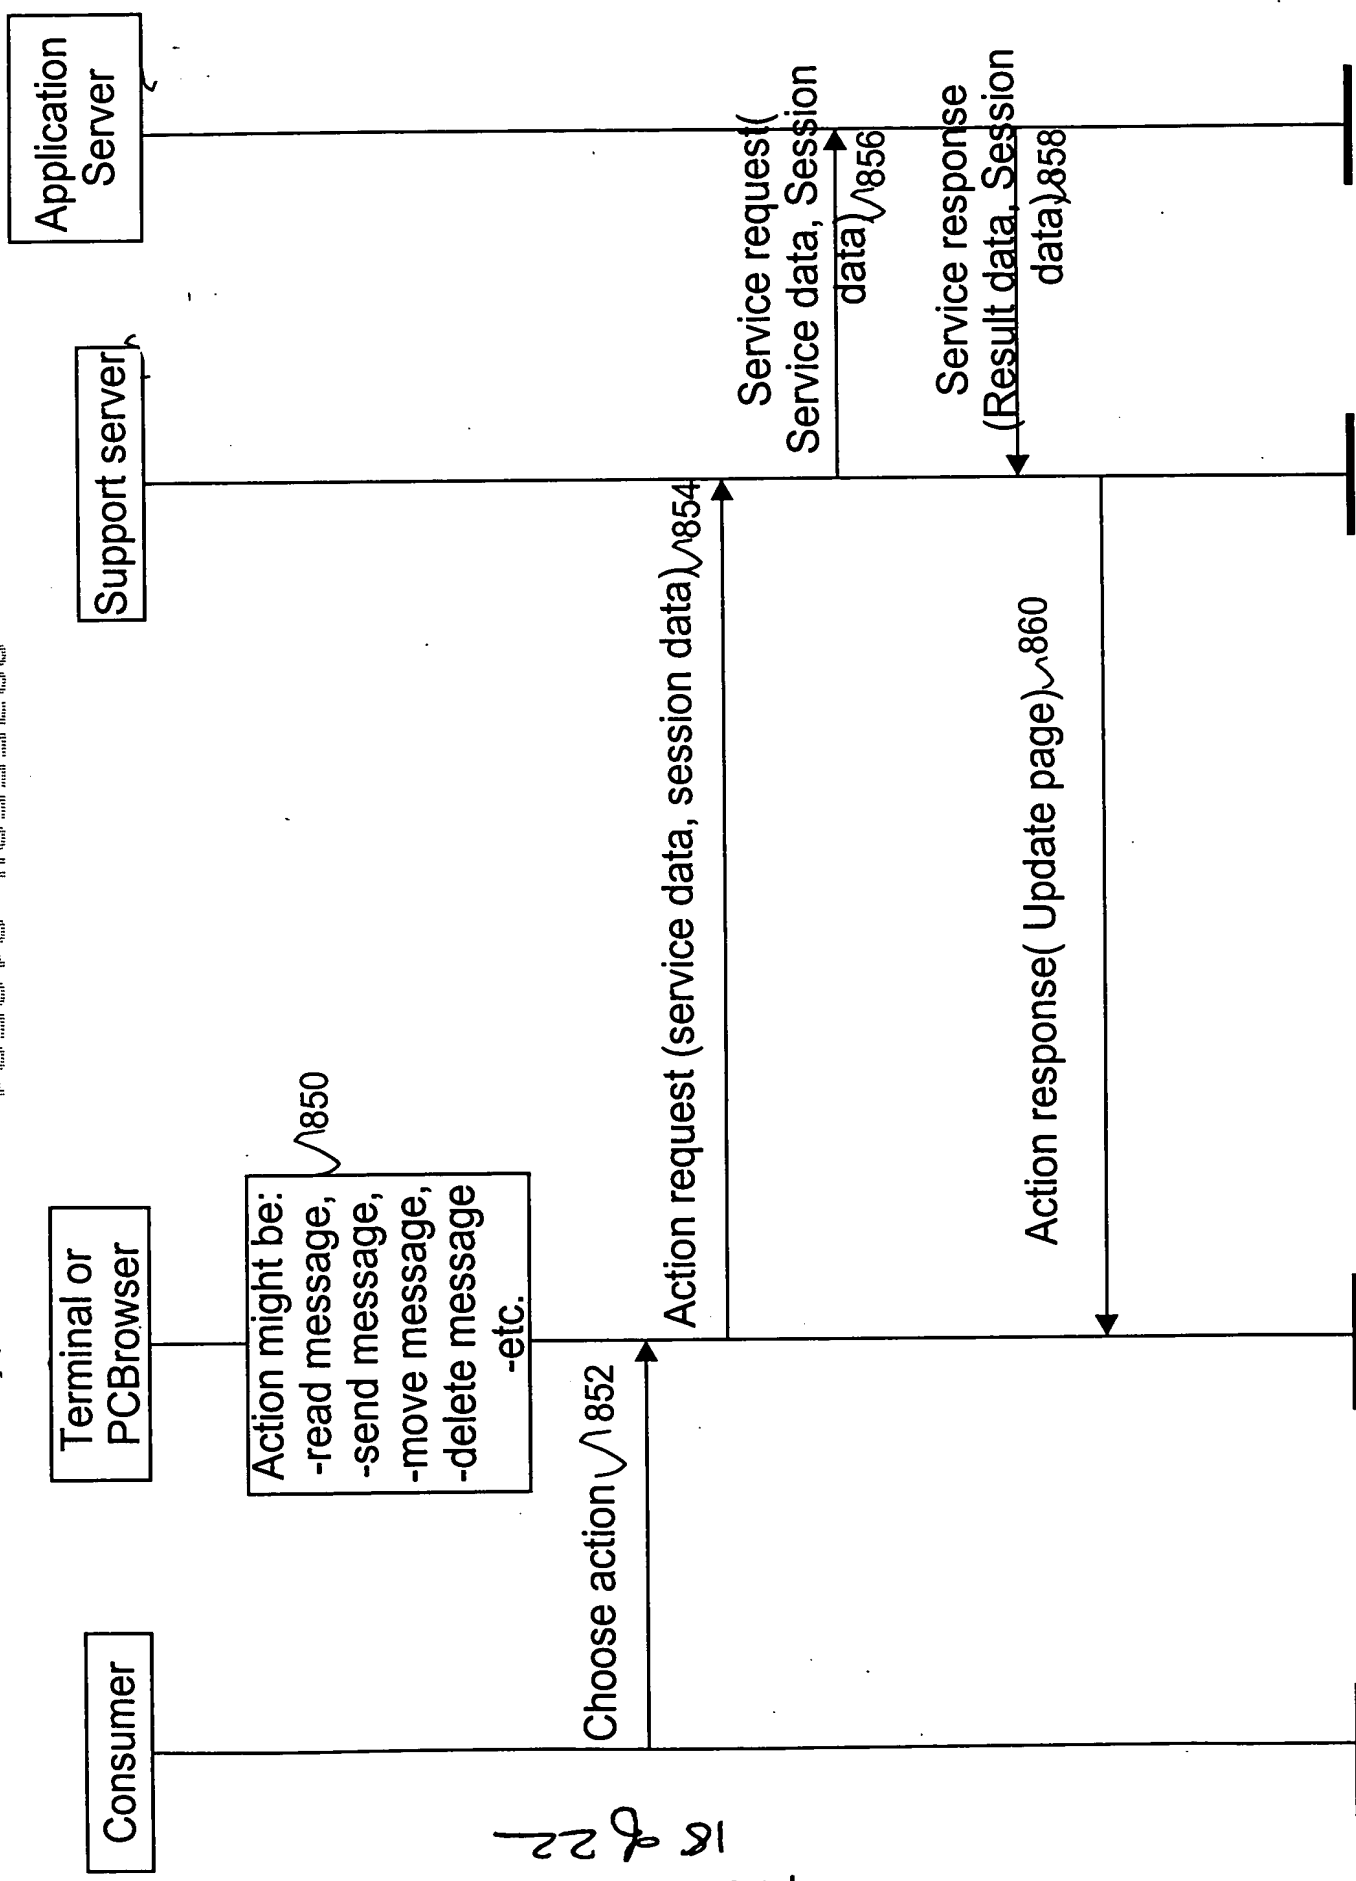 Consumer
Terminal or
PCBrowser
Support server
Application
Server
Action might be:
-read message,
-send message,
-move message,
-delete message
-etc.
850
Choose action 852
Action request (service data, session data) 854
Service request(
Service data, Session
data) 856
Service response
(Result data, Session
data) 858
Action response( Update page) 860
18 of 22